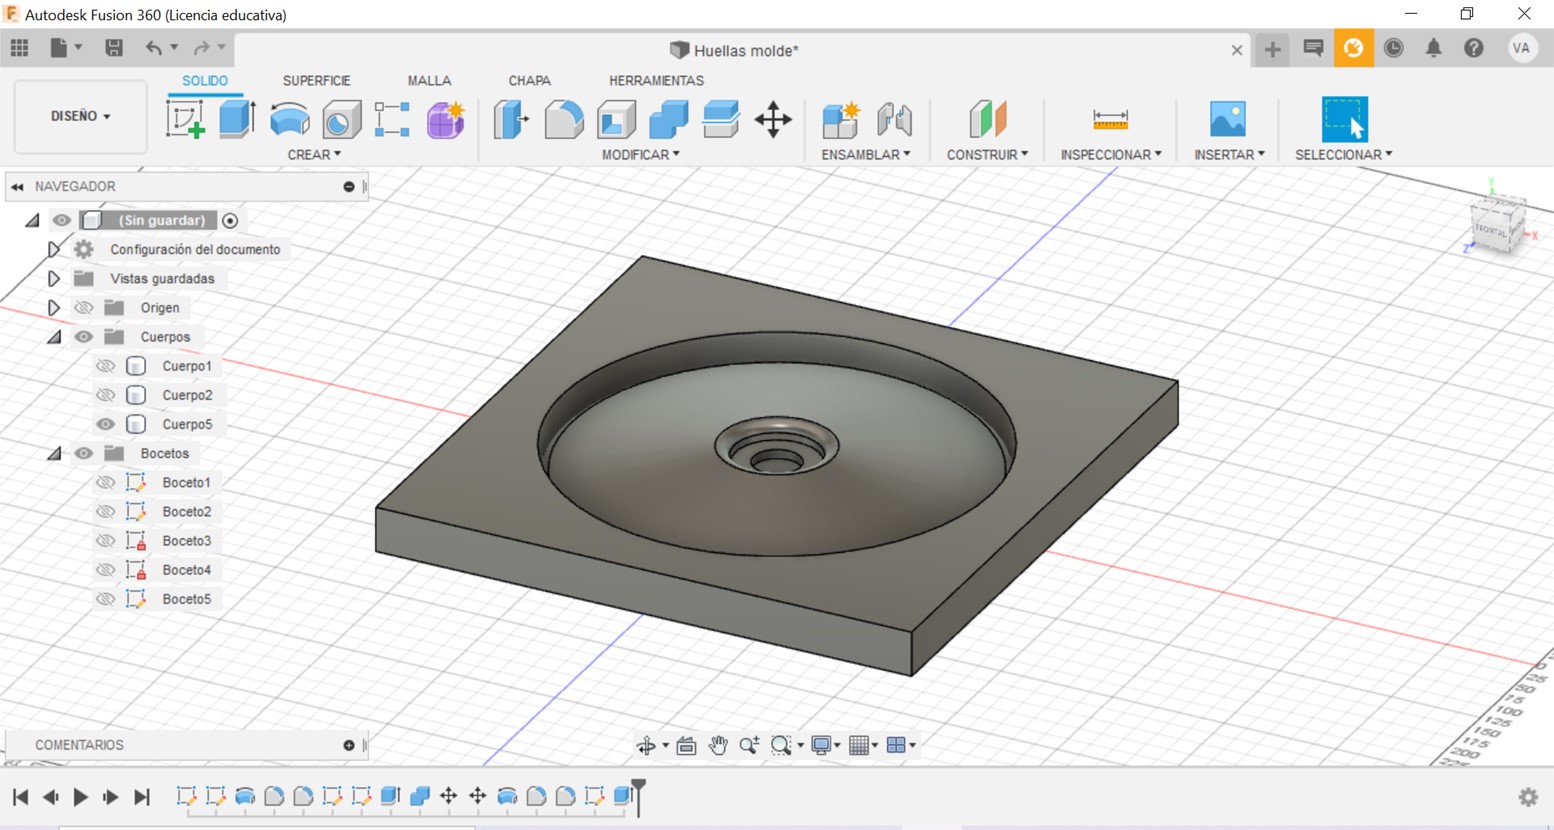 Autodesk Fusion 360 (Licencia educativa)
Huellas molde*
VA
SOLIDO SUPERFICIE MALLA CHAPA HERRAMIENTAS
DISEÑO
CREAR MODIFICAR ENSAMBLAR CONSTRUIR INSPECCIONAR INSERTAR SELECCIONAR
NAVEGADOR
(Sin guardar)
Configuración del documento
Vistas guardadas
Origen
Cuerpos
Cuerpo1
Cuerpo2
Cuerpo5
Bocetos
Boceto1
Boceto2
Boceto3
Boceto4
Boceto5
Y
FRONTAL
X
Z
0
25
50
75
100
125
150
175
200
225
COMENTARIOS